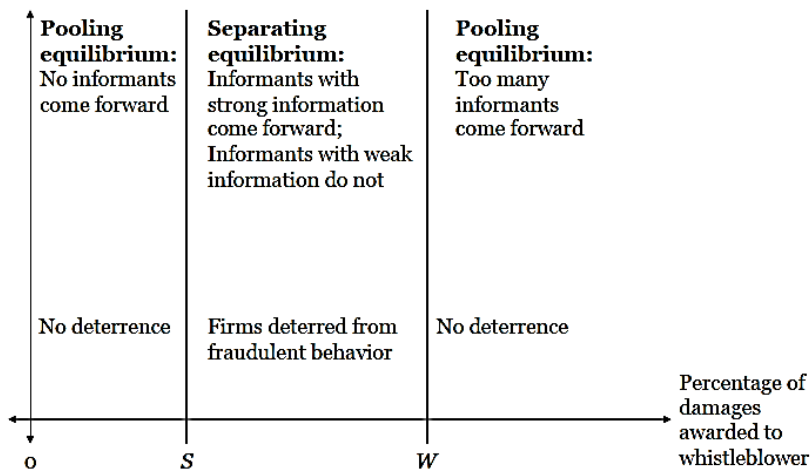 Pooling
equilibrium:
No informants
come forward
Separating
equilibrium:
Informants with
strong information
come forward;
Informants with weak
information do not
Pooling
equilibrium:
Too many
informants
come forward
No deterrence
Firms deterred from
fraudulent behavior
No deterrence
Percentage of
damages
awarded to
whistleblower
0
S
W